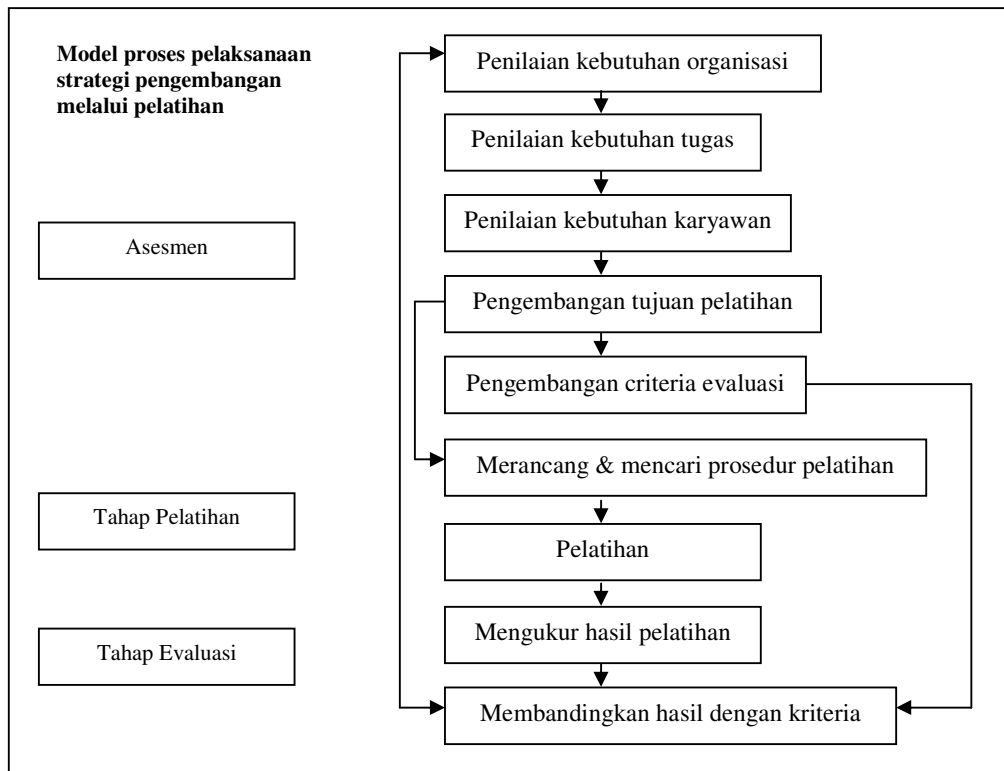 Model proses pelaksanaan
strategi pengembangan
melalui pelatihan
Penilaian kebutuhan organisasi
Penilaian kebutuhan tugas
Penilaian kebutuhan karyawan
Asesmen
Pengembangan tujuan pelatihan
Pengembangan criteria evaluasi
Merancang & mencari prosedur pelatihan
Tahap Pelatihan
Pelatihan
Mengukur hasil pelatihan
Tahap Evaluasi
Membandingkan hasil dengan kriteria